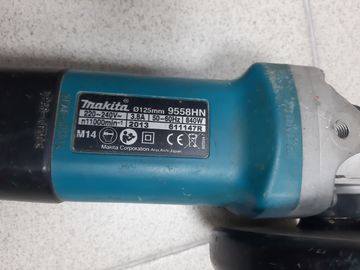 makita Ø125mm 9558HN
220-240V~ 3.8A 50-60Hz 840W
n11000min⁻¹ 2013 611147R
M14
Makita Corporation Anjo Aichi Japan